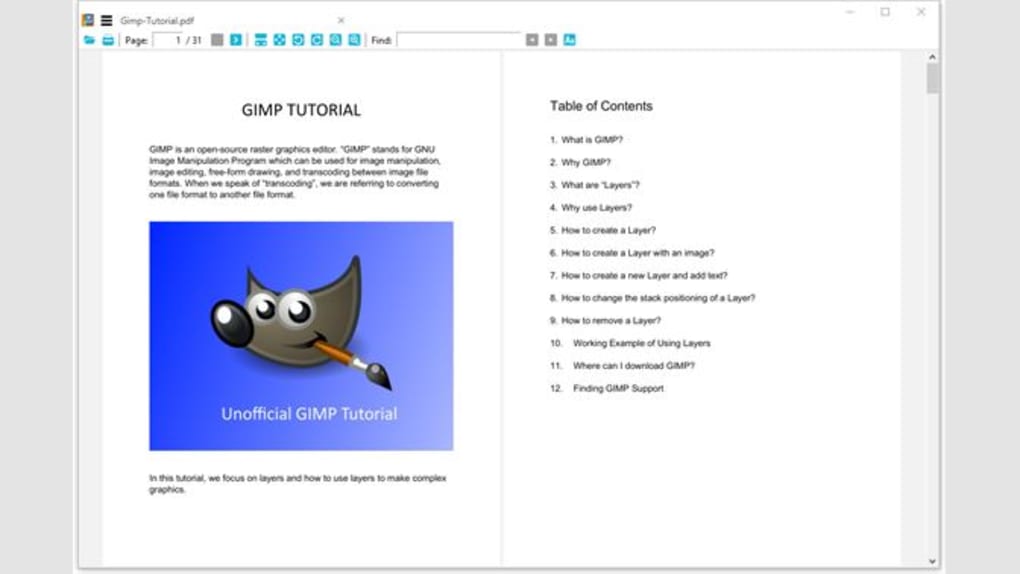 Gimp-Tutorial.pdf
Page: 1 / 31 Find:
GIMP TUTORIAL
GIMP is an open-source raster graphics editor. "GIMP" stands for GNU
Image Manipulation Program which can be used for image manipulation,
image editing, free-form drawing, and transcoding between image file
formats. When we speak of "transcoding", we are referring to converting
one file format to another file format.
Unofficial GIMP Tutorial
In this tutorial, we focus on layers and how to use layers to make complex
graphics.
Table of Contents
1. What is GIMP?
2. Why GIMP?
3. What are "Layers"?
4. Why use Layers?
5. How to create a Layer?
6. How to create a Layer with an image?
7. How to create a new Layer and add text?
8. How to change the stack positioning of a Layer?
9. How to remove a Layer?
10. Working Example of Using Layers
11. Where can I download GIMP?
12. Finding GIMP Support